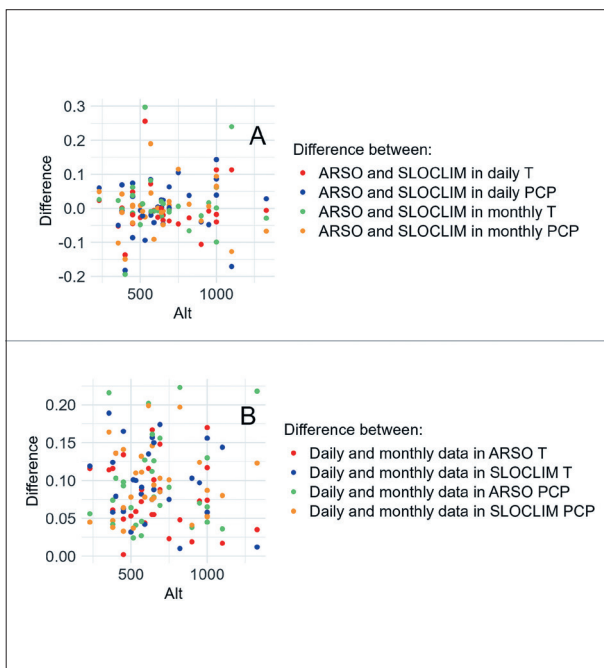 0.3
0.2
0.1
0.0
-0.1
-0.2
Difference
500
1000
Alt
A
Difference between:
ARSO and SLOCLIM in daily T
ARSO and SLOCLIM in daily PCP
ARSO and SLOCLIM in monthly T
ARSO and SLOCLIM in monthly PCP
0.20
0.15
0.10
0.05
0.00
Difference
500
1000
Alt
B
Difference between:
Daily and monthly data in ARSO T
Daily and monthly data in SLOCLIM T
Daily and monthly data in ARSO PCP
Daily and monthly data in SLOCLIM PCP